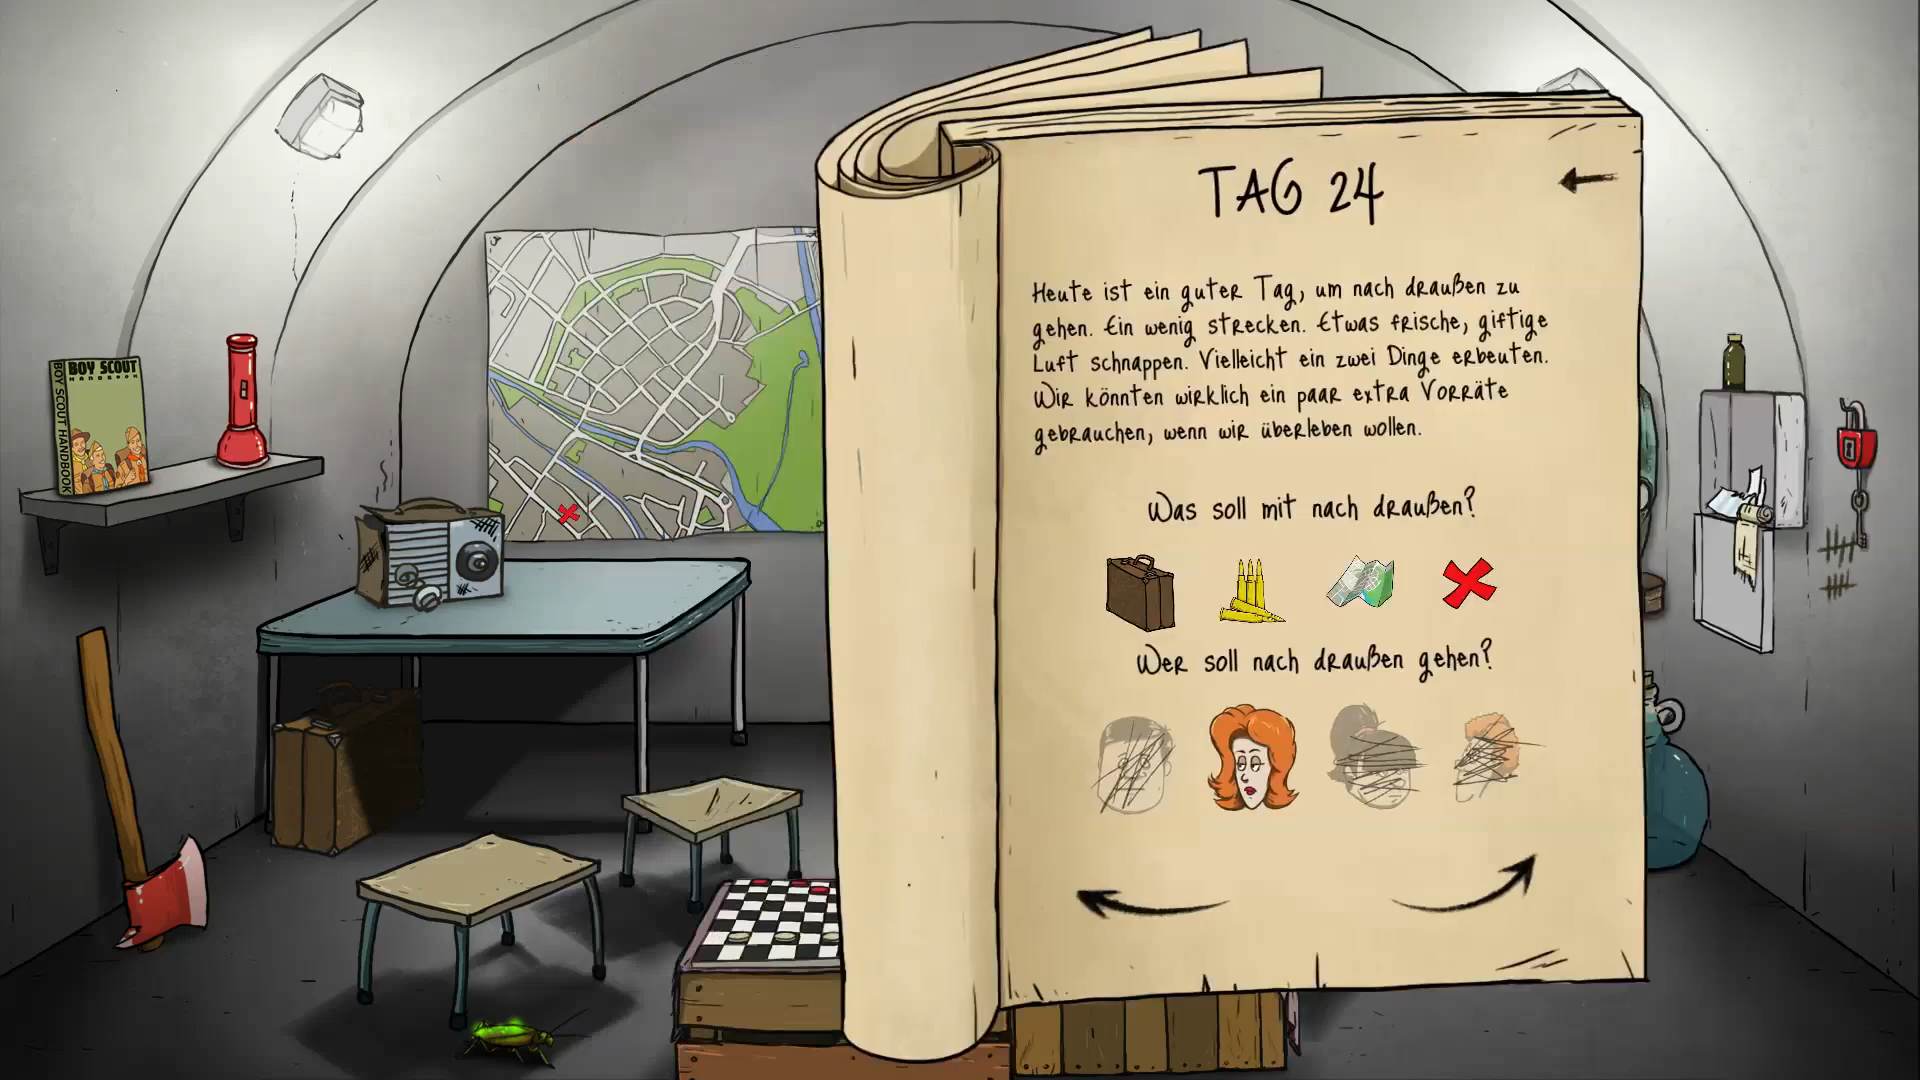 BOY SCOUT
HANDBOOK
BOY SCOUT HANDBOOK
TAG 24
Heute ist ein guter Tag, um nach draußen zu
gehen. Ein wenig strecken. Etwas frische, giftige
Luft schnappen. Vielleicht ein zwei Dinge erbeuten.
Wir könnten wirklich ein paar extra Vorräte
gebrauchen, wenn wir überleben wollen.
Was soll mit nach draußen?
Wer soll nach draußen gehen?